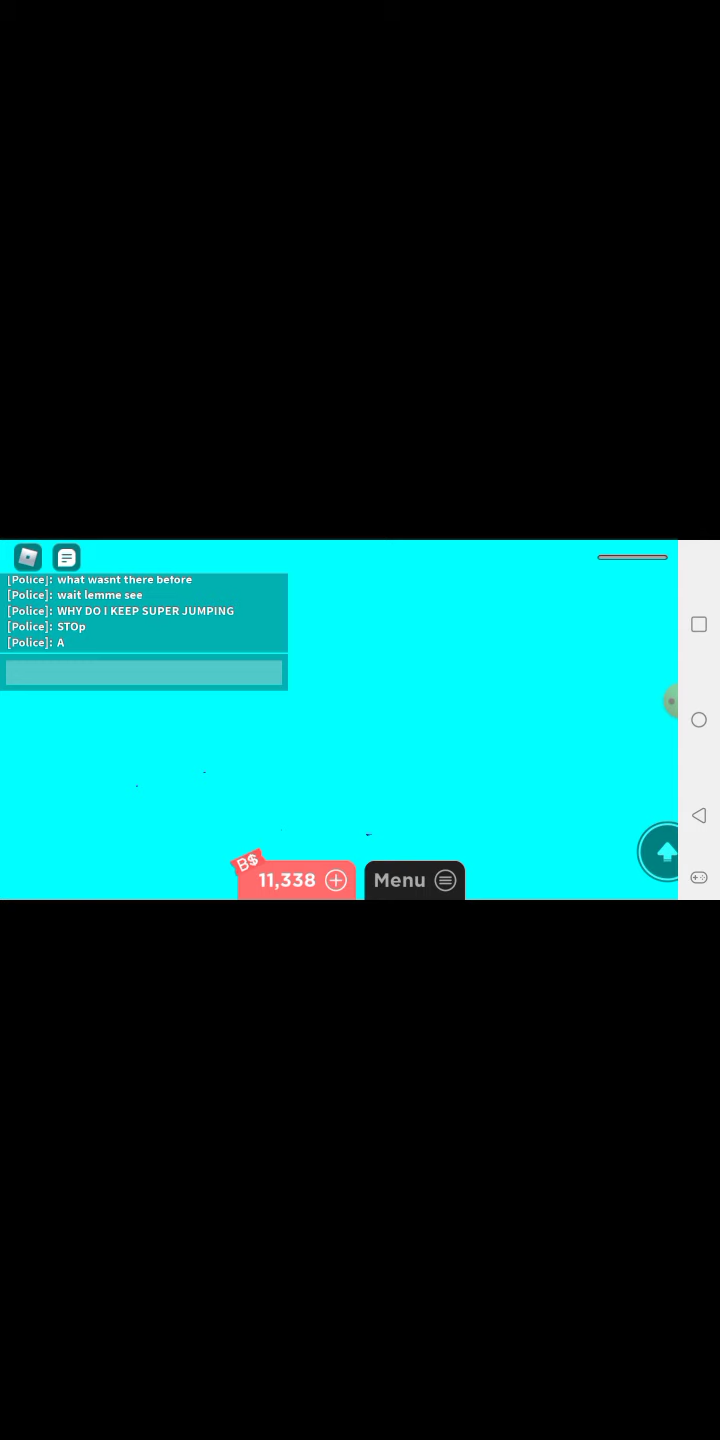 [Police]: what wasnt there before
[Police]: wait lemme see
[Police]: WHY DO I KEEP SUPER JUMPING
[Police]: STOp
[Police]: A
B$
11,338
Menu